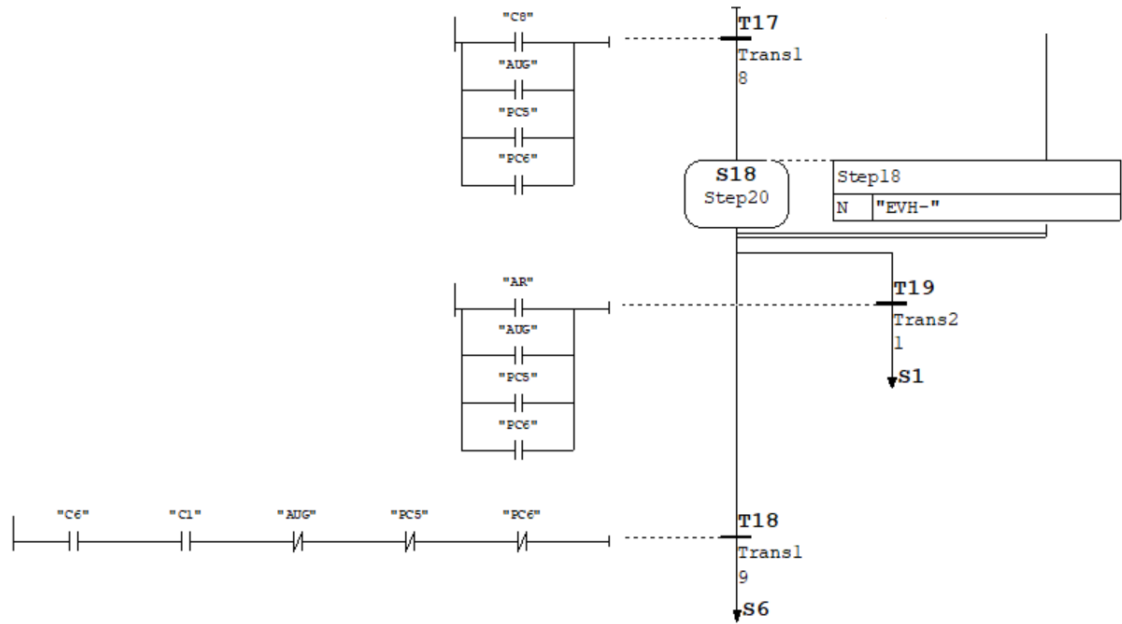 "C8"
T17
Trans1
8
"AUG"
"PC5"
"PC6"
S18
Step20
Step18
N "EVH-"
"AR"
T19
Trans2
1
"AUG"
"PC5"
S1
"PC6"
"C6" "C1" "AUG" "PC5" "PC6"
T18
Trans1
9
S6